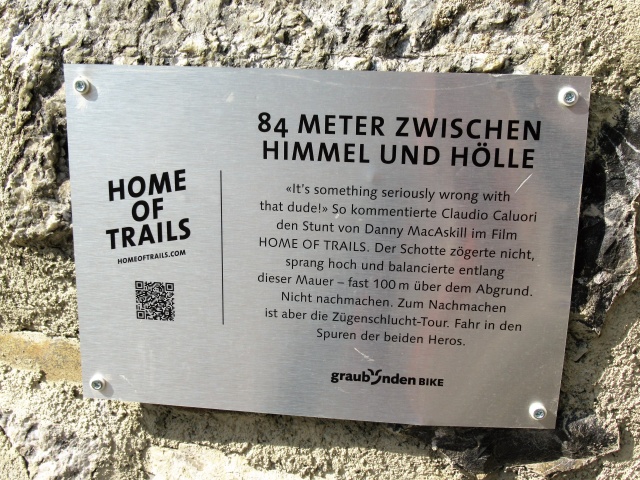 84 METER ZWISCHEN
HIMMEL UND HÖLLE
HOME
OF
TRAILS
HOMEOFTRAILS.COM
«It's something seriously wrong with
that dude!» So kommentierte Claudio Caluori
den Stunt von Danny MacAskill im Film
HOME OF TRAILS. Der Schotte zögerte nicht,
sprang hoch und balancierte entlang
dieser Mauer – fast 100 m über dem Abgrund.
Nicht nachmachen. Zum Nachmachen
ist aber die Zügenschlucht-Tour. Fahr in den
Spuren der beiden Heros.
graubünden BIKE